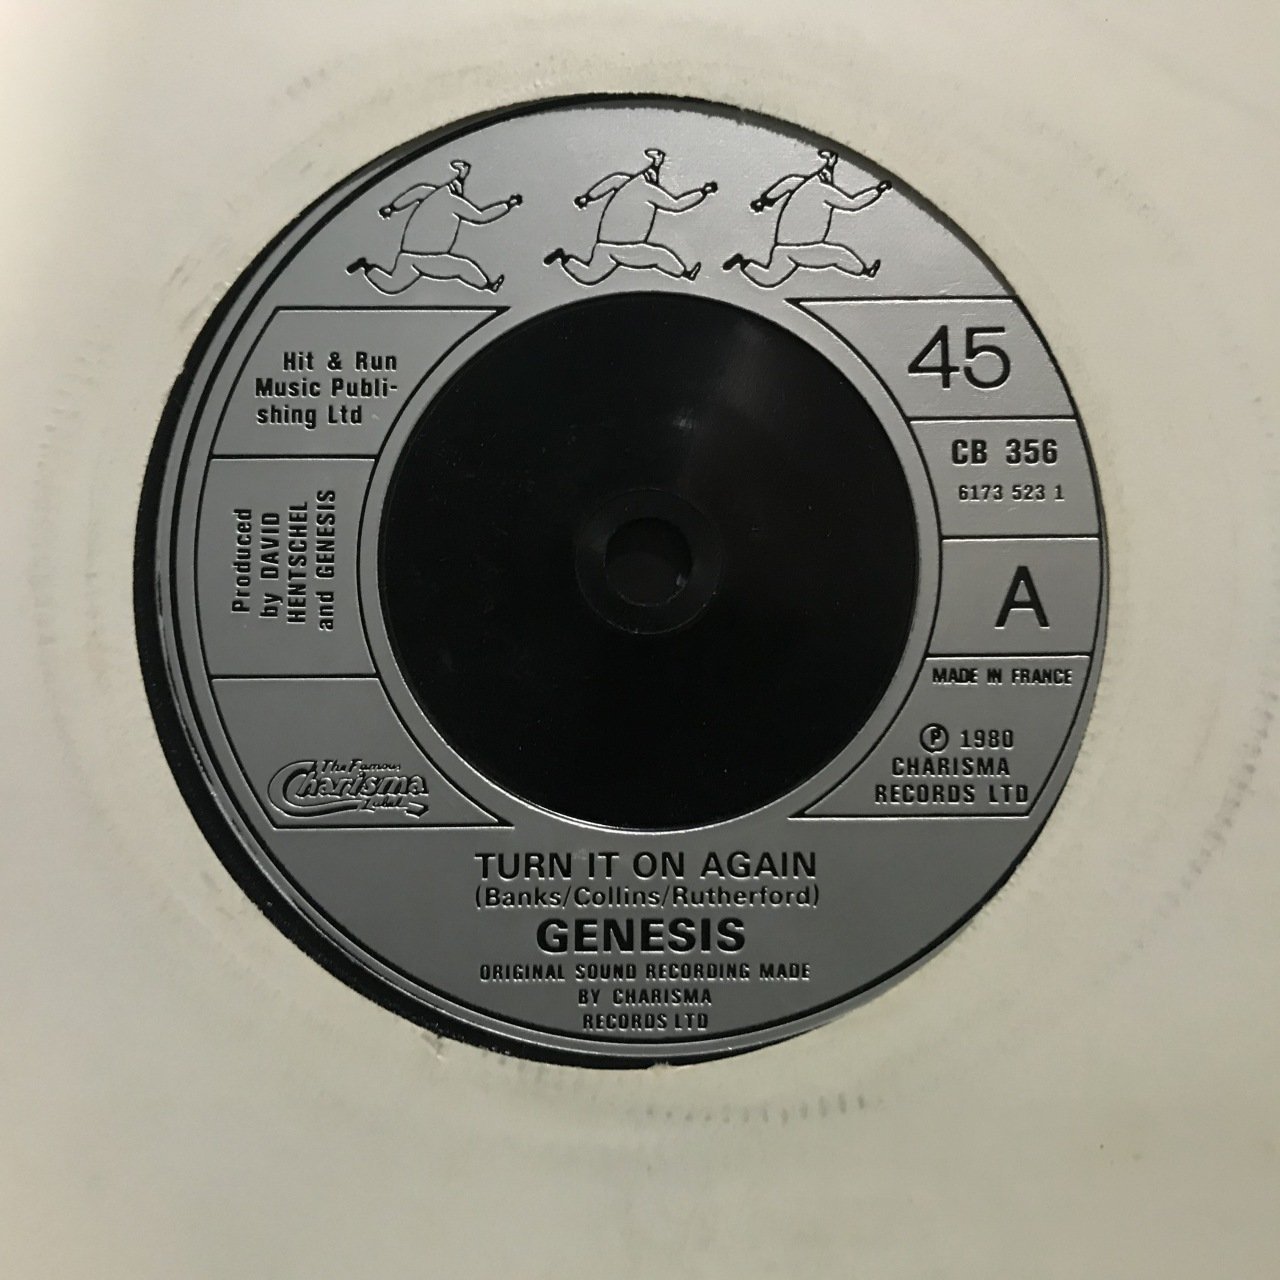 Hit & Run
Music Publi-
shing Ltd
45
CB 356
6173 523 1
Produced
by DAVID
HENTSCHEL
and GENESIS
A
MADE IN FRANCE
℗ 1980
CHARISMA
RECORDS LTD
The Famous
Charisma
Label
TURN IT ON AGAIN
(Banks/Collins/Rutherford)
GENESIS
ORIGINAL SOUND RECORDING MADE
BY CHARISMA
RECORDS LTD